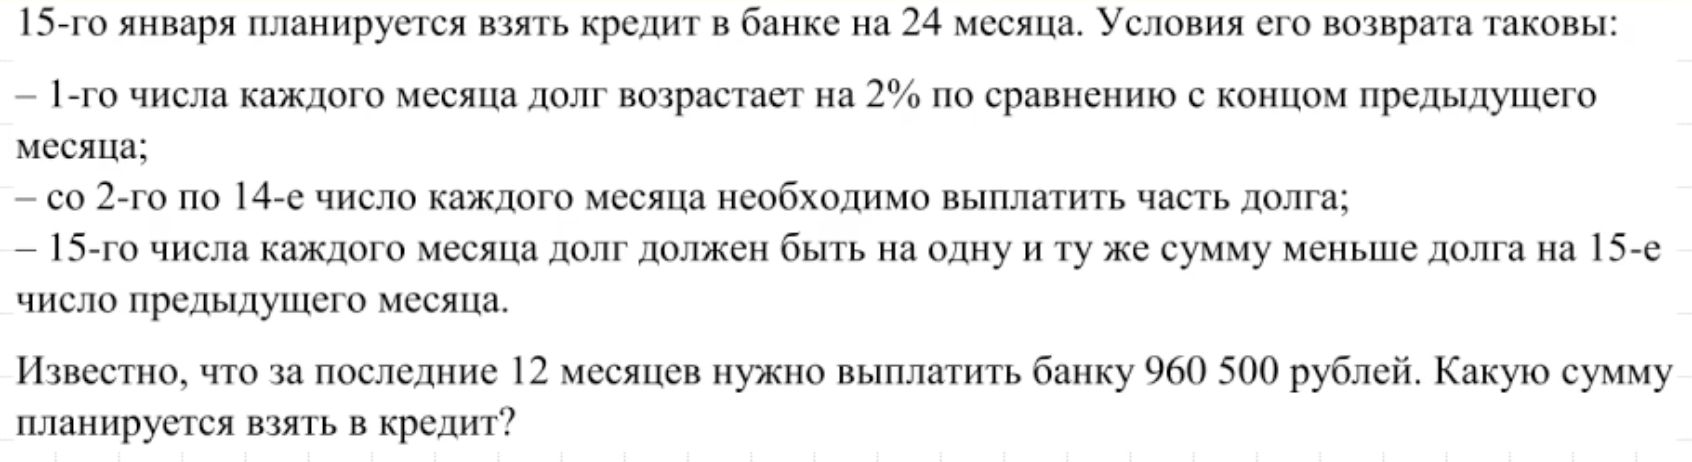 15-го января планируется взять кредит в банке на 24 месяца. Условия его возврата таковы:
– 1-го числа каждого месяца долг возрастает на 2% по сравнению с концом предыдущего
месяца;
– со 2-го по 14-е число каждого месяца необходимо выплатить часть долга;
– 15-го числа каждого месяца долг должен быть на одну и ту же сумму меньше долга на 15-е
число предыдущего месяца.
Известно, что за последние 12 месяцев нужно выплатить банку 960 500 рублей. Какую сумму
планируется взять в кредит?